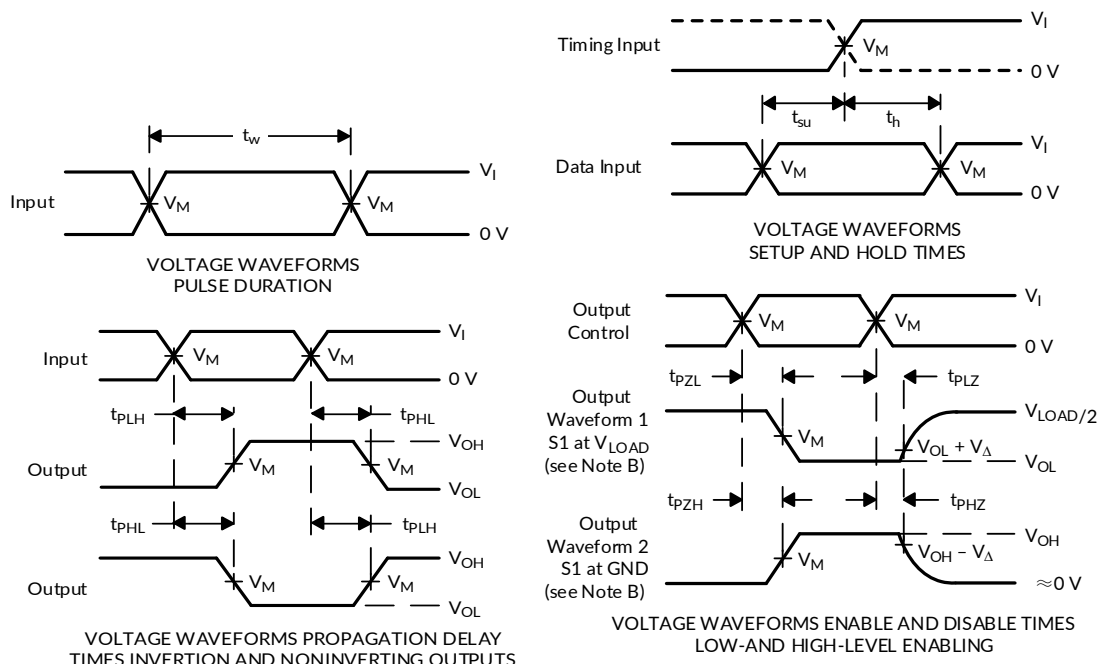 t_w
Input
V_M
V_M
V_I
0 V
VOLTAGE WAVEFORMS
PULSE DURATION
Timing Input
V_M
V_I
0 V
t_su
t_h
Data Input
V_M
V_M
V_I
0 V
VOLTAGE WAVEFORMS
SETUP AND HOLD TIMES
Input
V_M
V_M
V_I
0 V
t_PLH
t_PHL
Output
V_M
V_M
V_OH
V_OL
t_PHL
t_PLH
Output
V_M
V_M
V_OH
V_OL
VOLTAGE WAVEFORMS PROPAGATION DELAY
TIMES INVERTION AND NONINVERTING OUTPUTS
Output
Control
V_M
V_M
V_I
0 V
t_PZL
t_PLZ
Output
Waveform 1
S1 at V_LOAD
(see Note B)
V_M
V_OL + V_Δ
V_LOAD/2
V_OL
t_PZH
t_PHZ
Output
Waveform 2
S1 at GND
(see Note B)
V_M
V_OH – V_Δ
V_OH
≈0 V
VOLTAGE WAVEFORMS ENABLE AND DISABLE TIMES
LOW-AND HIGH-LEVEL ENABLING